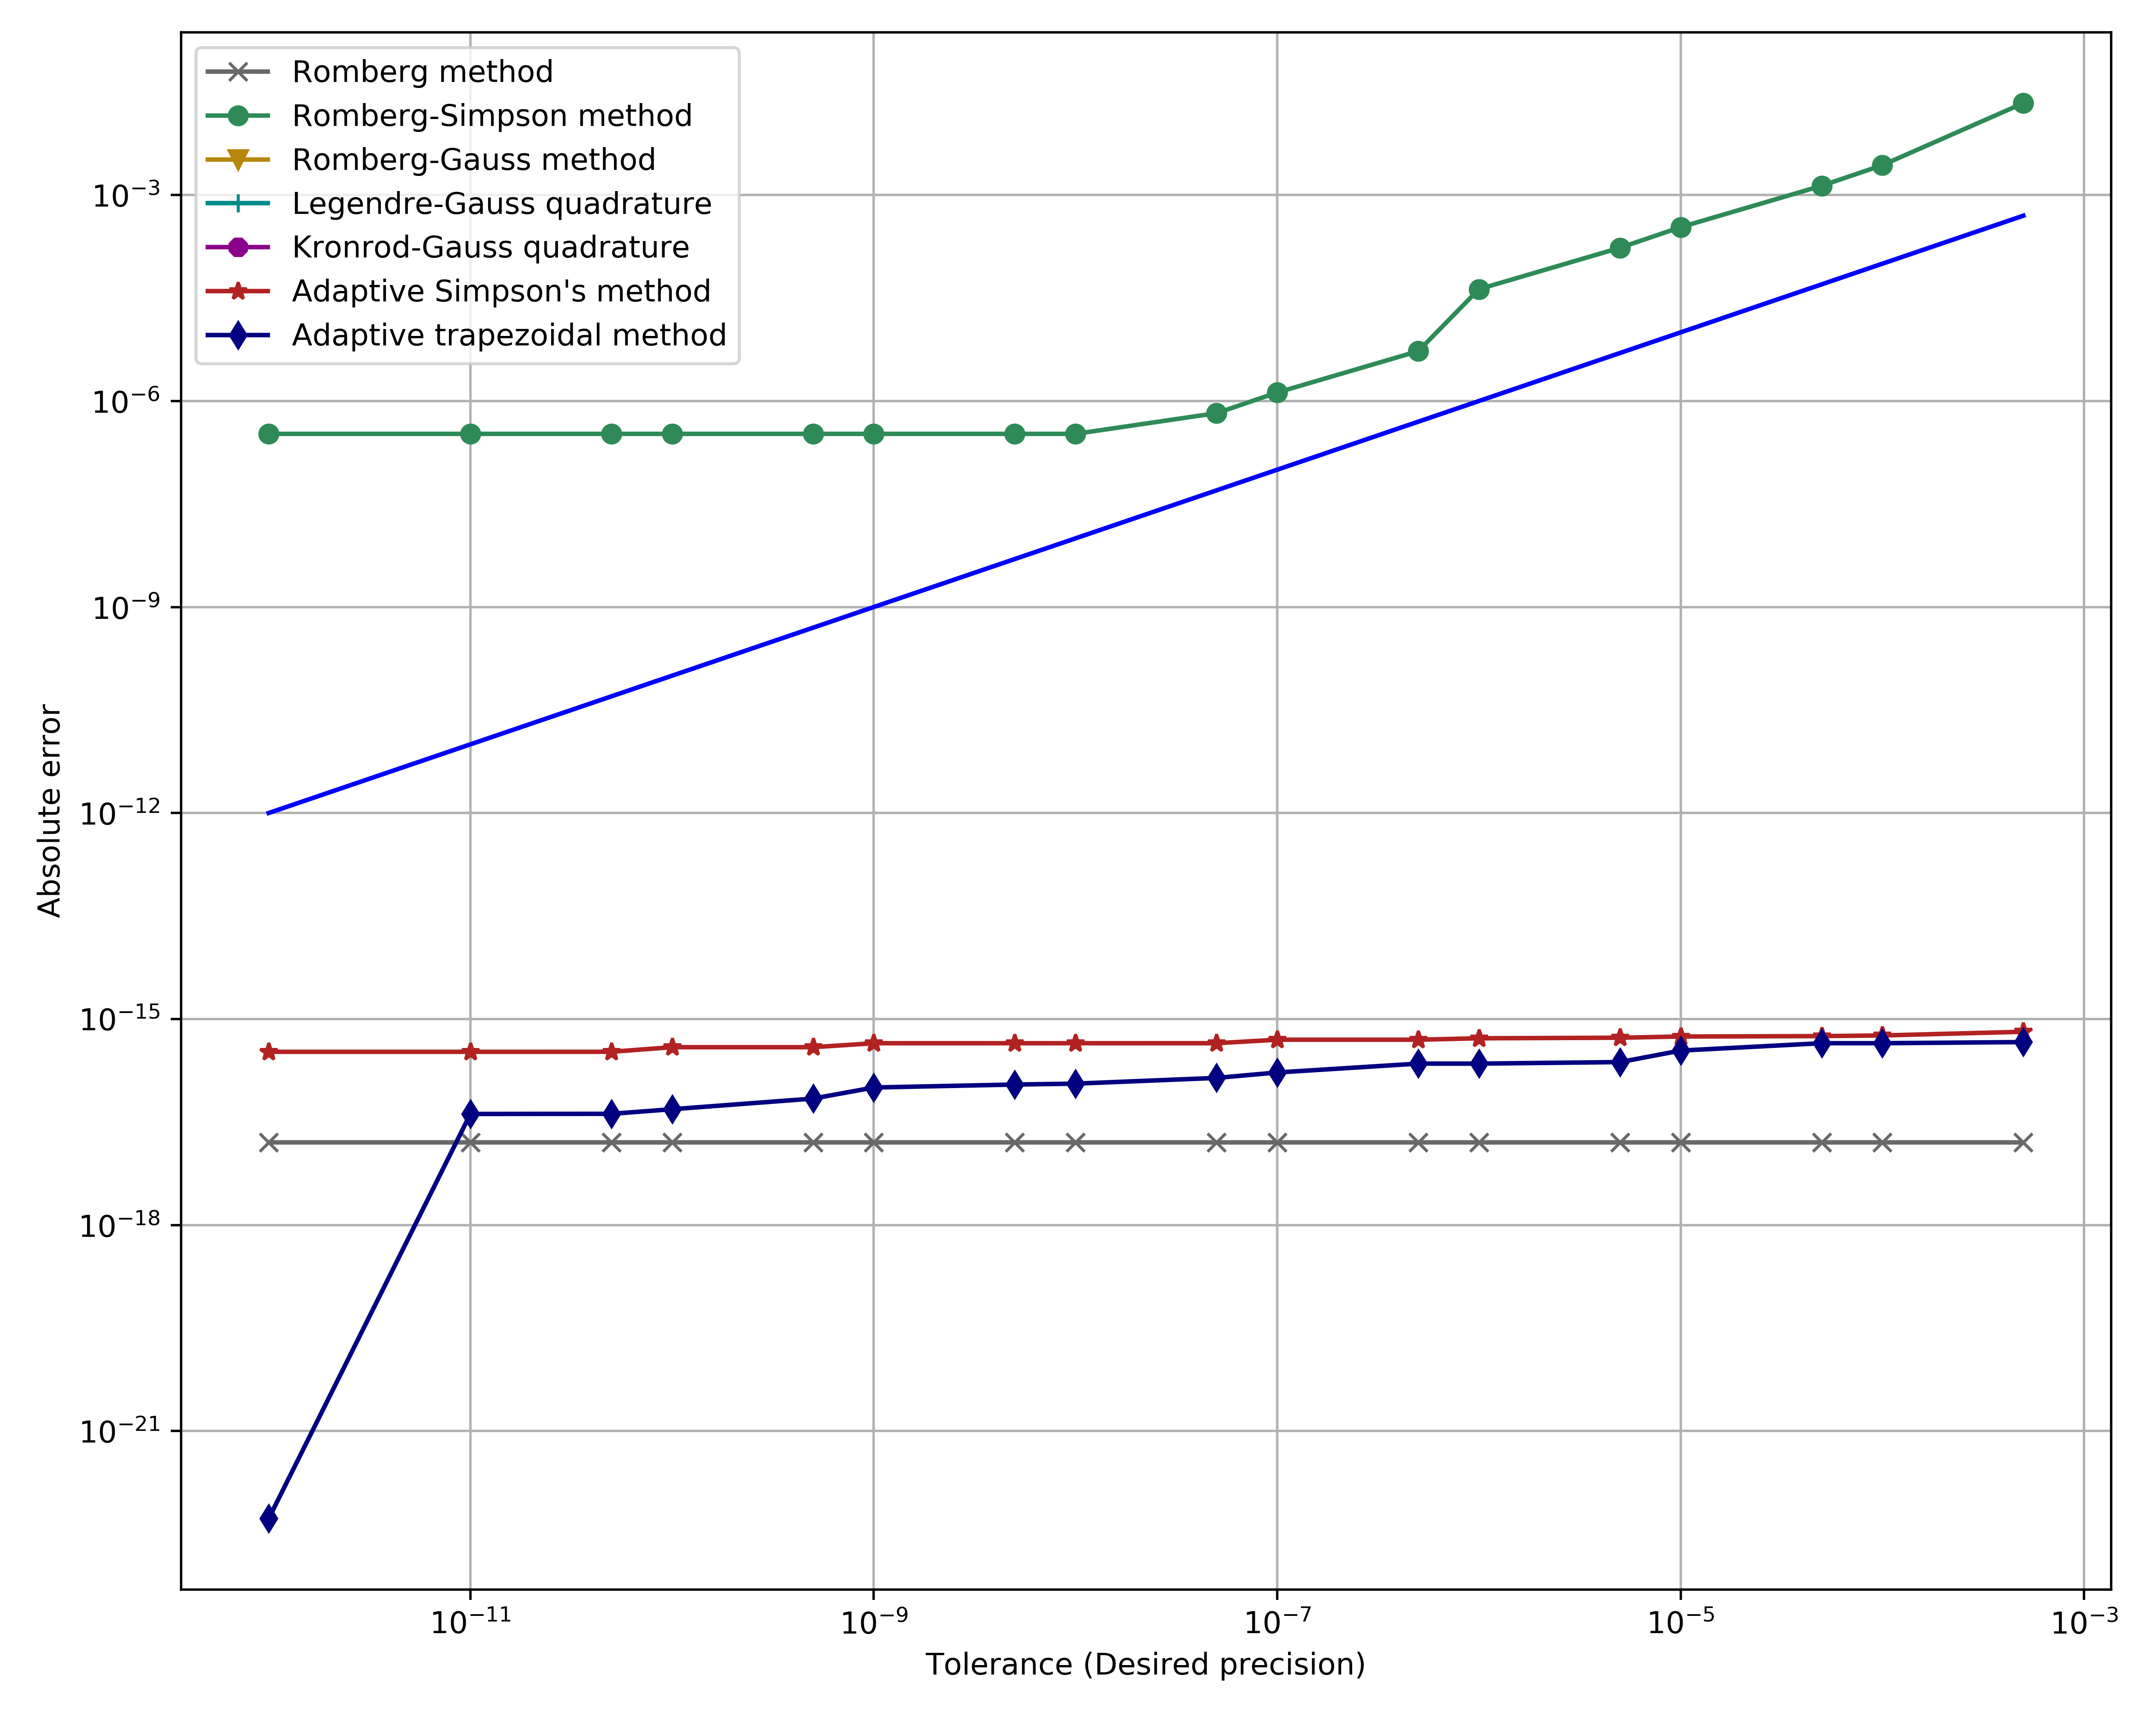 Romberg method
Romberg-Simpson method
Romberg-Gauss method
Legendre-Gauss quadrature
Kronrod-Gauss quadrature
Adaptive Simpson's method
Adaptive trapezoidal method
10⁻³
10⁻⁶
10⁻⁹
10⁻¹²
10⁻¹⁵
10⁻¹⁸
10⁻²¹
Absolute error
10⁻¹¹ 10⁻⁹ 10⁻⁷ 10⁻⁵ 10⁻³
Tolerance (Desired precision)